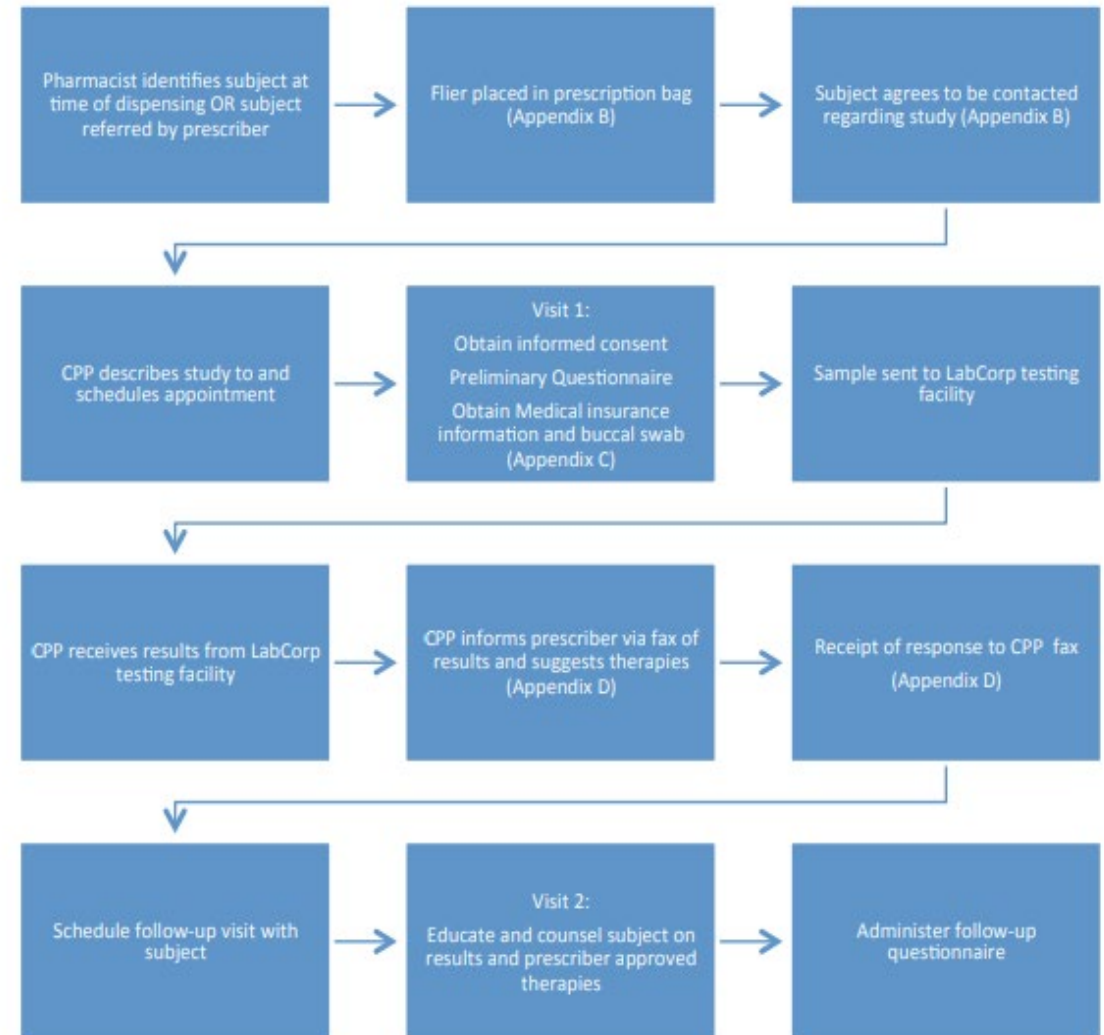 Pharmacist identifies subject at
time of dispensing OR subject
referred by prescriber
Flier placed in prescription bag
(Appendix B)
Subject agrees to be contacted
regarding study (Appendix B)
CPP describes study to and
schedules appointment
Visit 1:
Obtain informed consent
Preliminary Questionnaire
Obtain Medical insurance
information and buccal swab
(Appendix C)
Sample sent to LabCorp testing
facility
CPP receives results from LabCorp
testing facility
CPP informs prescriber via fax of
results and suggests therapies
(Appendix D)
Receipt of response to CPP fax
(Appendix D)
Schedule follow-up visit with
subject
Visit 2:
Educate and counsel subject on
results and prescriber approved
therapies
Administer follow-up
questionnaire